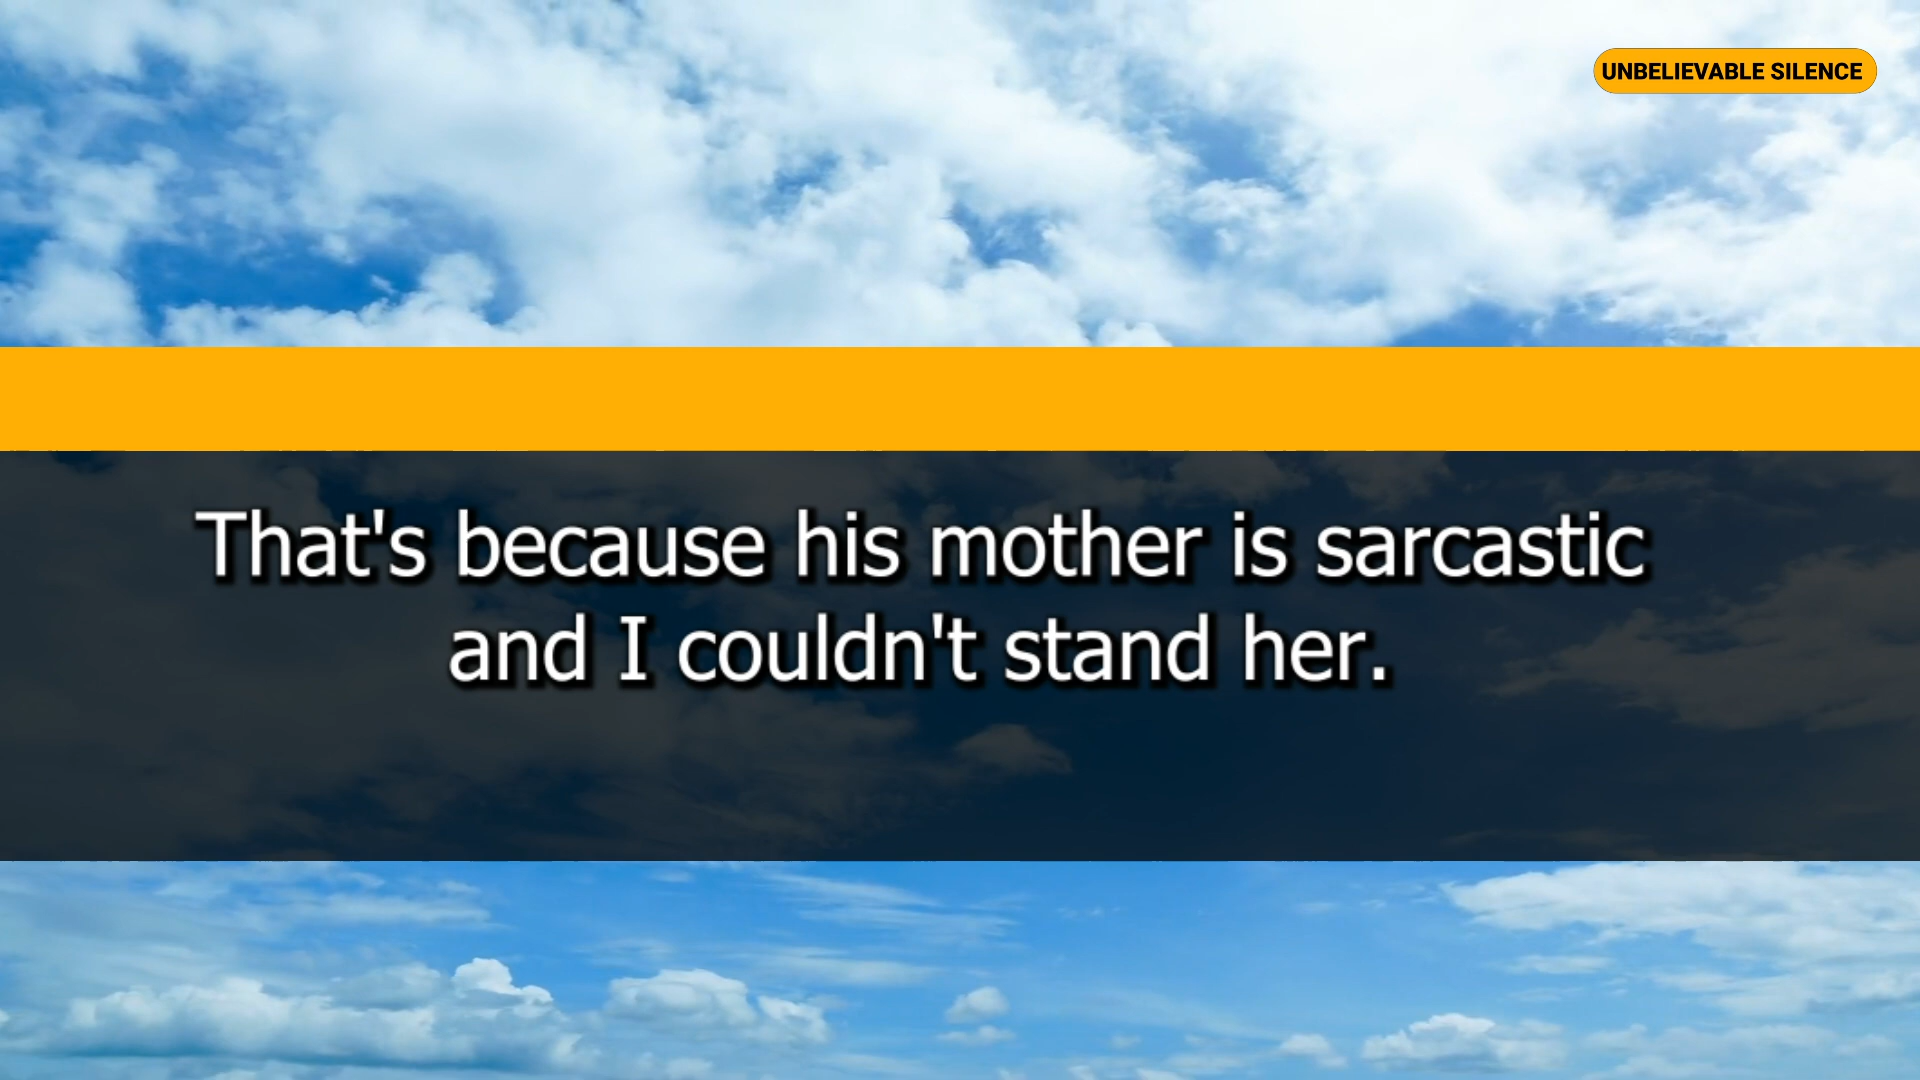 UNBELIEVABLE SILENCE
That's because his mother is sarcastic
and I couldn't stand her.